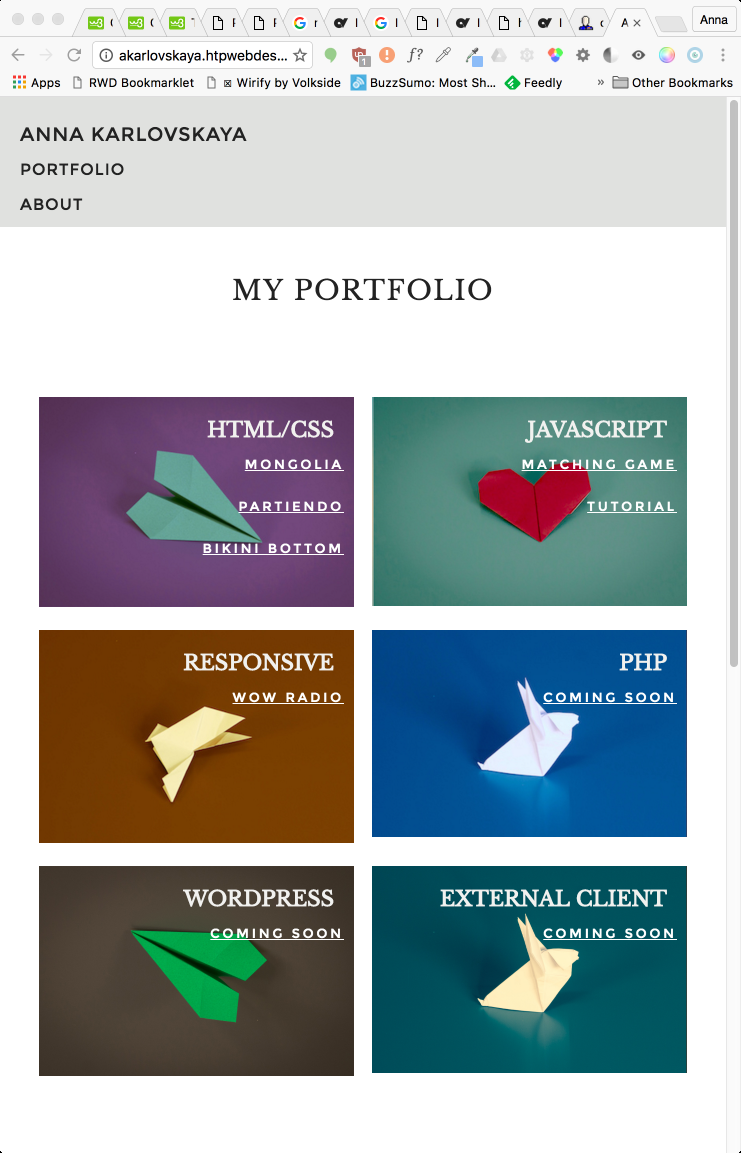 Anna
akarlovskaya.htpwebdes...
1
f?
Apps RWD Bookmarklet Wirify by Volkside BuzzSumo: Most Sh... Feedly » Other Bookmarks
ANNA KARLOVSKAYA
PORTFOLIO
ABOUT
MY PORTFOLIO
HTML/CSS
MONGOLIA
PARTIENDO
BIKINI BOTTOM
JAVASCRIPT
MATCHING GAME
TUTORIAL
RESPONSIVE
WOW RADIO
PHP
COMING SOON
WORDPRESS
COMING SOON
EXTERNAL CLIENT
COMING SOON